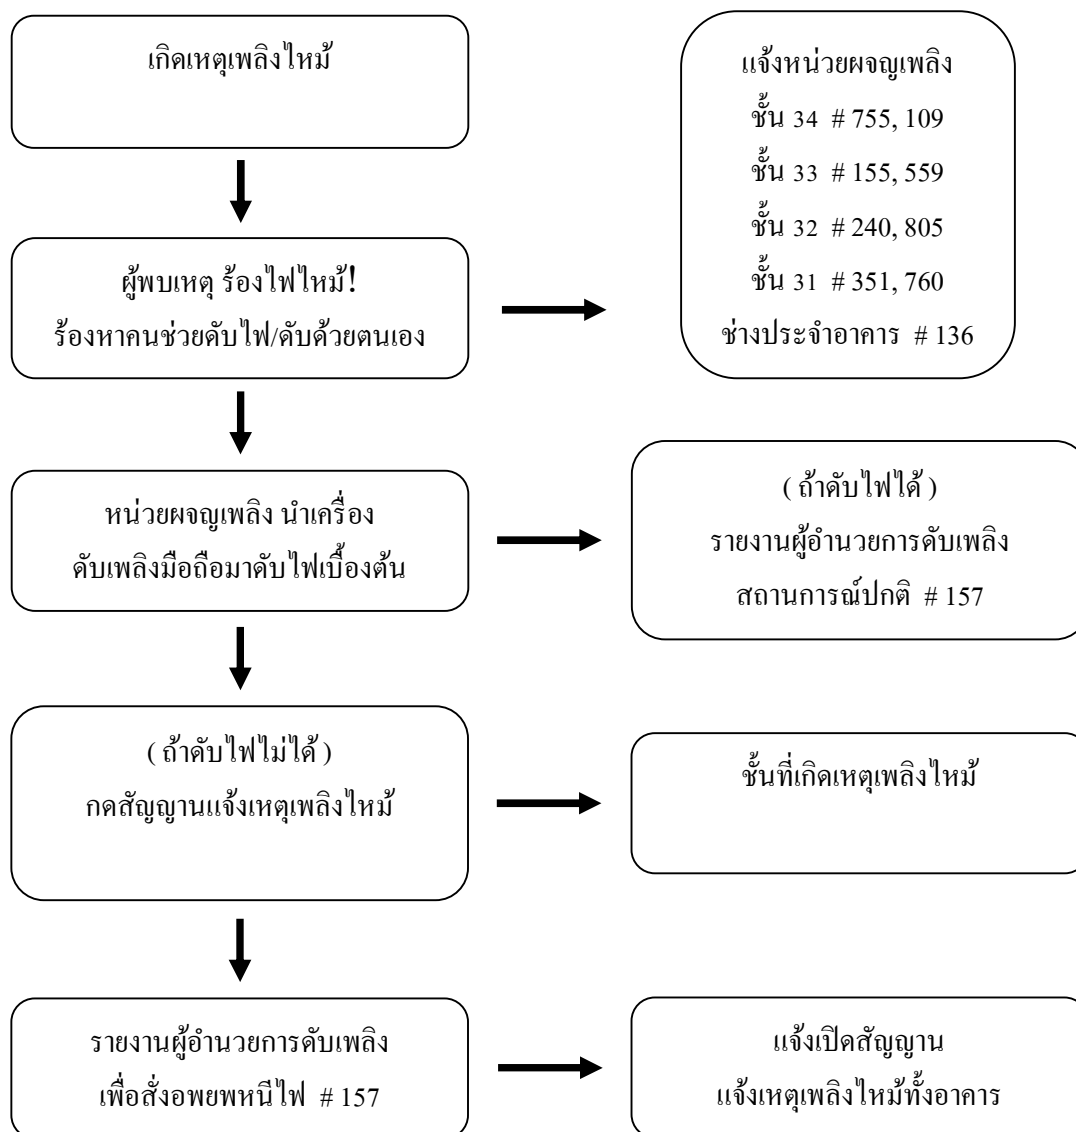 เกิดเหตุเพลิงไหม้
แจ้งหน่วยผจญเพลิง
ชั้น 34 # 755, 109
ชั้น 33 # 155, 559
ชั้น 32 # 240, 805
ชั้น 31 # 351, 760
ช่างประจำอาคาร # 136
ผู้พบเหตุ ร้องไฟไหม้!
ร้องหาคนช่วยดับไฟ/ดับด้วยตนเอง
หน่วยผจญเพลิง นำเครื่อง
ดับเพลิงมือถือมาดับไฟเบื้องต้น
( ถ้าดับไฟได้ )
รายงานผู้อำนวยการดับเพลิง
สถานการณ์ปกติ # 157
( ถ้าดับไฟไม่ได้ )
กดสัญญานแจ้งเหตุเพลิงไหม้
ชั้นที่เกิดเหตุเพลิงไหม้
รายงานผู้อำนวยการดับเพลิง
เพื่อสั่งอพยพหนีไฟ # 157
แจ้งเปิดสัญญาน
แจ้งเหตุเพลิงไหม้ทั้งอาคาร